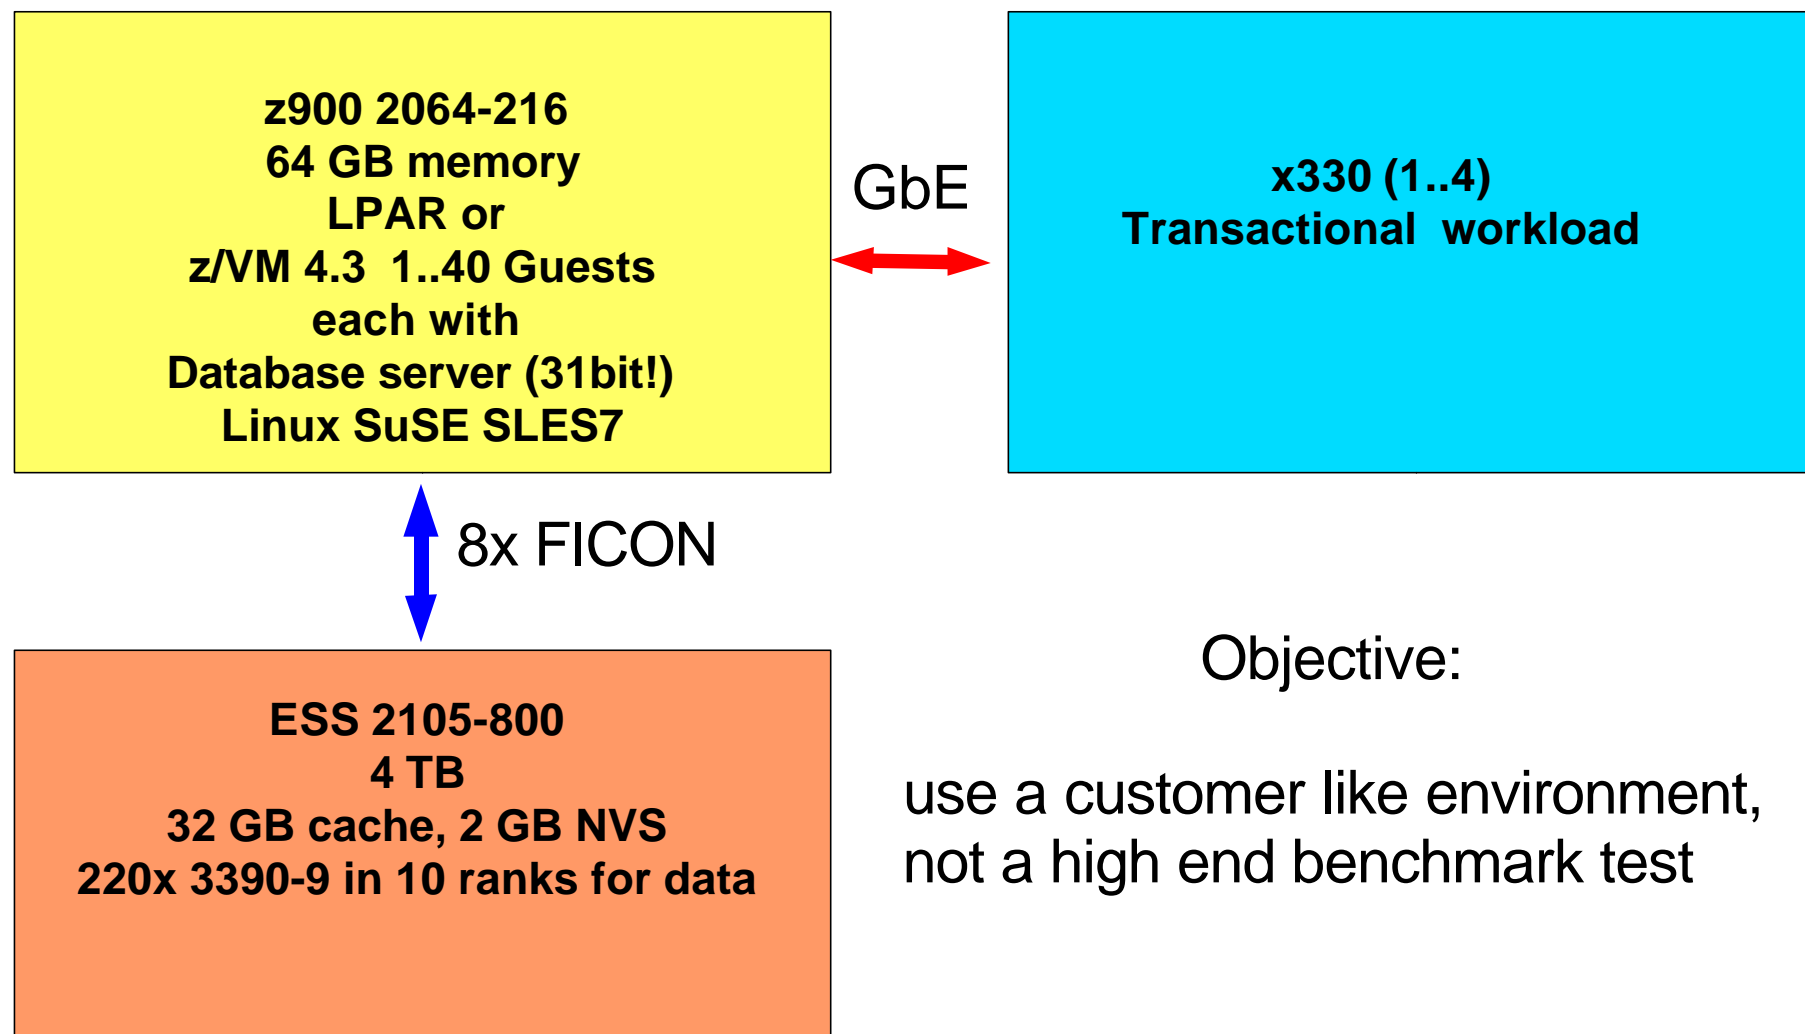 z900 2064-216
64 GB memory
LPAR or
z/VM 4.3 1..40 Guests
each with
Database server (31bit!)
Linux SuSE SLES7
GbE
x330 (1..4)
Transactional workload
8x FICON
ESS 2105-800
4 TB
32 GB cache, 2 GB NVS
220x 3390-9 in 10 ranks for data
Objective:
use a customer like environment,
not a high end benchmark test